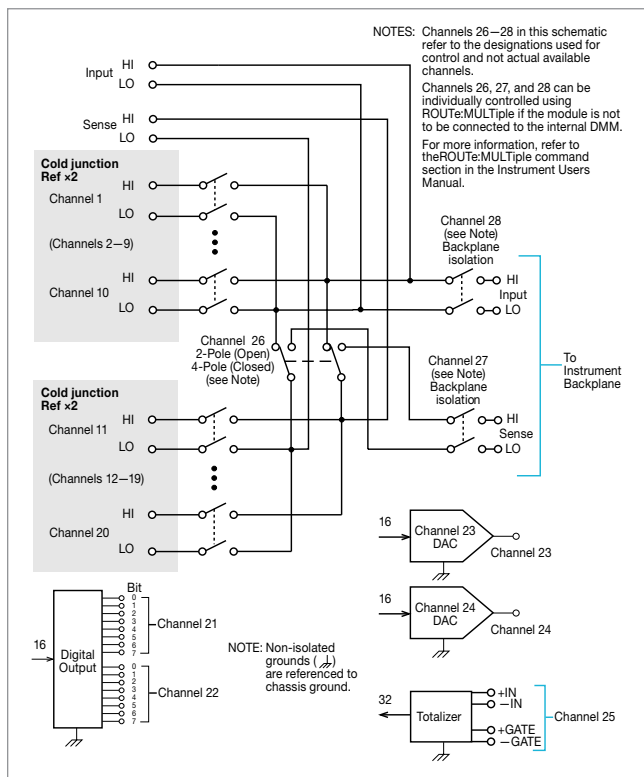 NOTES: Channels 26—28 in this schematic
refer to the designations used for
control and not actual available
channels.
Channels 26, 27, and 28 can be
individually controlled using
ROUTe:MULTiple if the module is not
to be connected to the internal DMM.
For more information, refer to
theROUTe:MULTiple command
section in the Instrument Users
Manual.
Input
HI
LO
Sense
HI
LO
Cold junction
Ref ×2
Channel 1
HI
LO
(Channels 2—9)
Channel 10
HI
LO
Channel 28
(see Note)
Backplane
isolation
HI
Input
LO
Channel 26
2-Pole (Open)
4-Pole (Closed)
(see Note)
Channel 27
(see Note)
Backplane
isolation
HI
Sense
LO
To
Instrument
Backplane
Cold junction
Ref ×2
Channel 11
HI
LO
(Channels 12—19)
Channel 20
HI
LO
16
Channel 23
DAC
Channel 23
16
Channel 24
DAC
Channel 24
Bit
16
Digital
Output
0
1
2
3
4
5
6
7
Channel 21
0
1
2
3
4
5
6
7
Channel 22
NOTE: Non-isolated
grounds ( )
are referenced to
chassis ground.
32
Totalizer
+IN
—IN
+GATE
—GATE
Channel 25